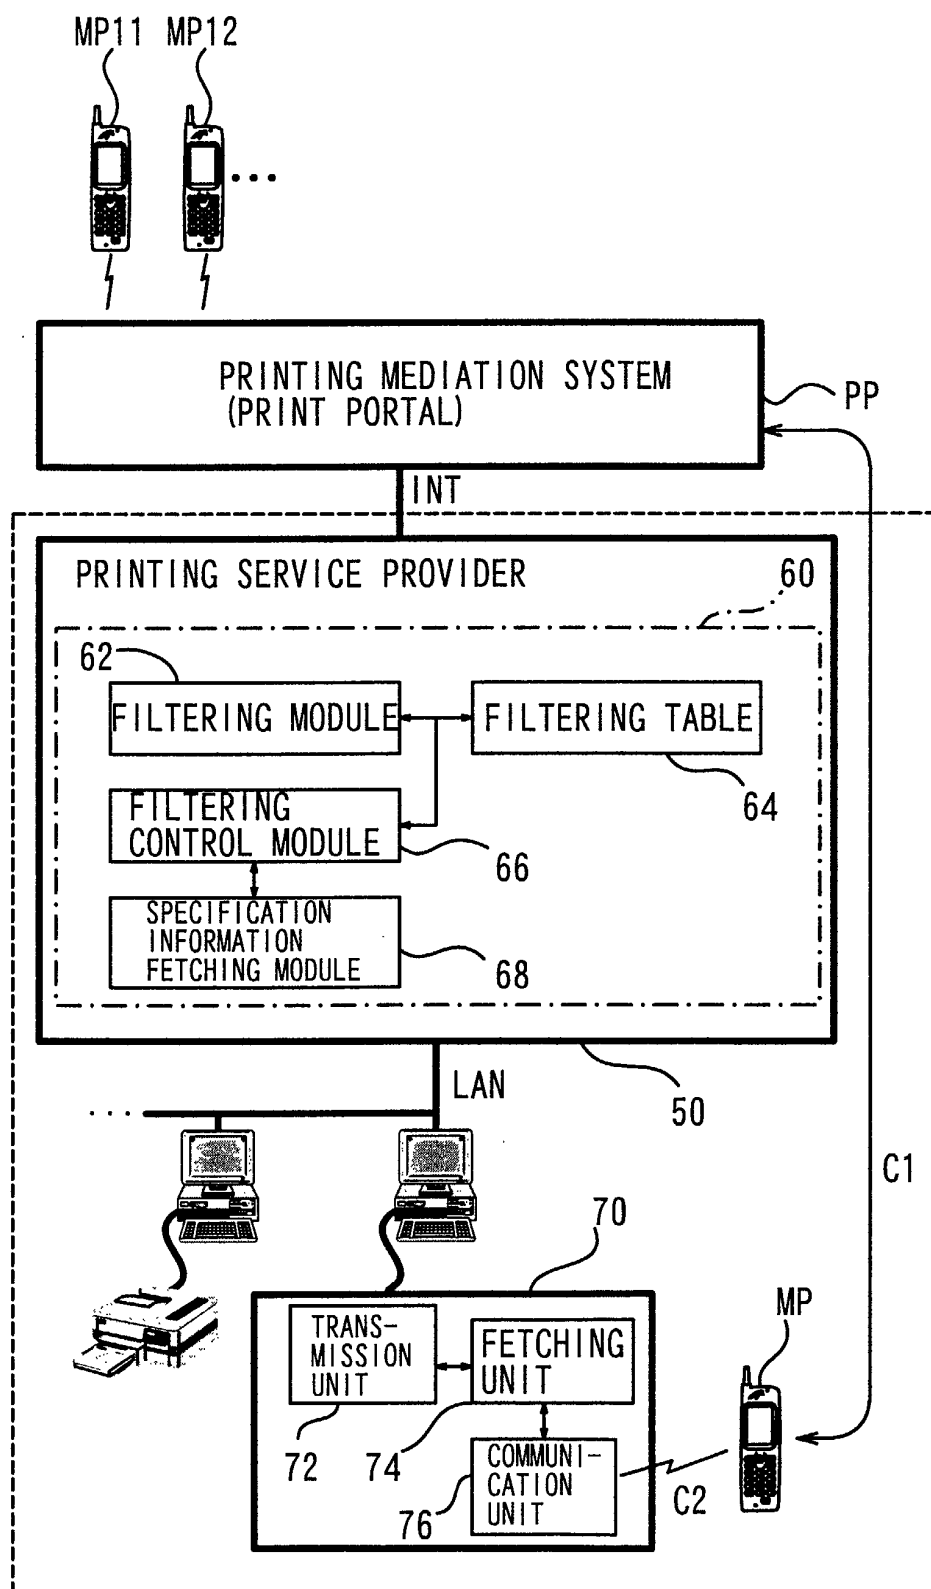 MP11 MP12
...
PRINTING MEDIATION SYSTEM
(PRINT PORTAL)
PP
INT
PRINTING SERVICE PROVIDER
60
62
FILTERING MODULE
FILTERING TABLE
64
FILTERING
CONTROL MODULE
66
SPECIFICATION
INFORMATION
FETCHING MODULE
68
LAN
50
...
C1
70
MP
TRANS-
MISSION
UNIT
FETCHING
UNIT
72
74
COMMUNI-
CATION
UNIT
76
C2